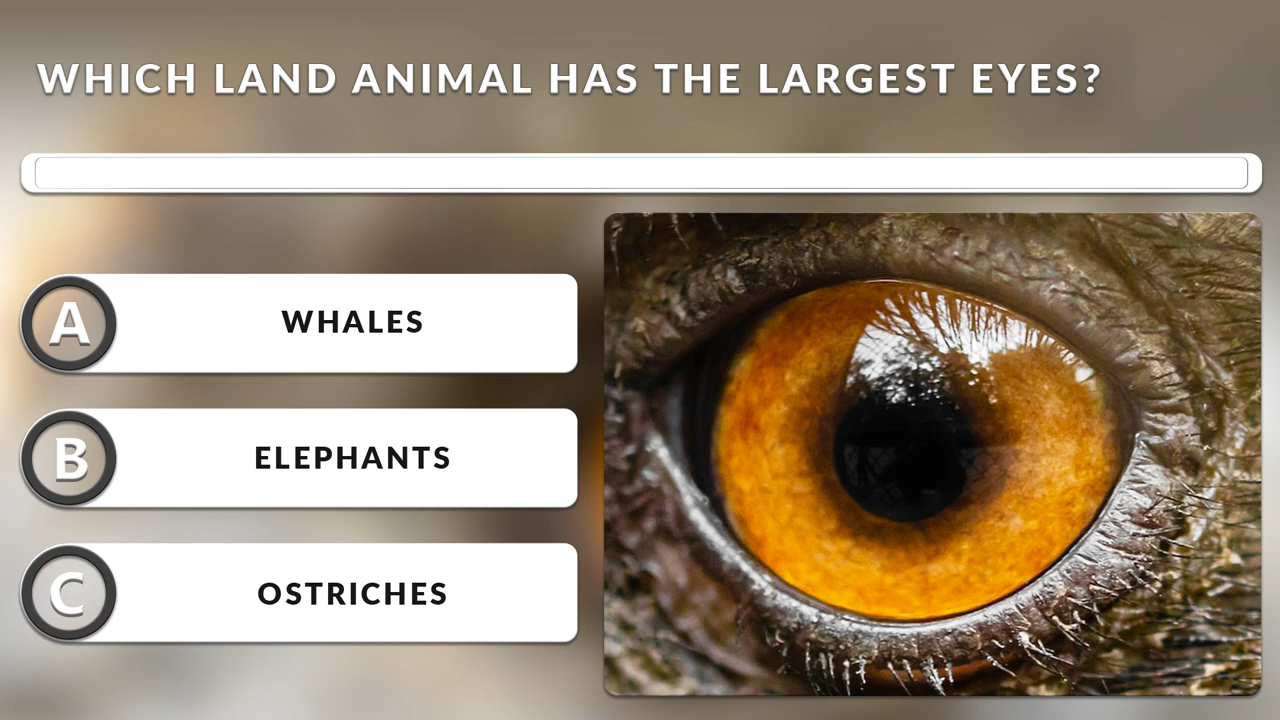 WHICH LAND ANIMAL HAS THE LARGEST EYES?
A WHALES
B ELEPHANTS
C OSTRICHES